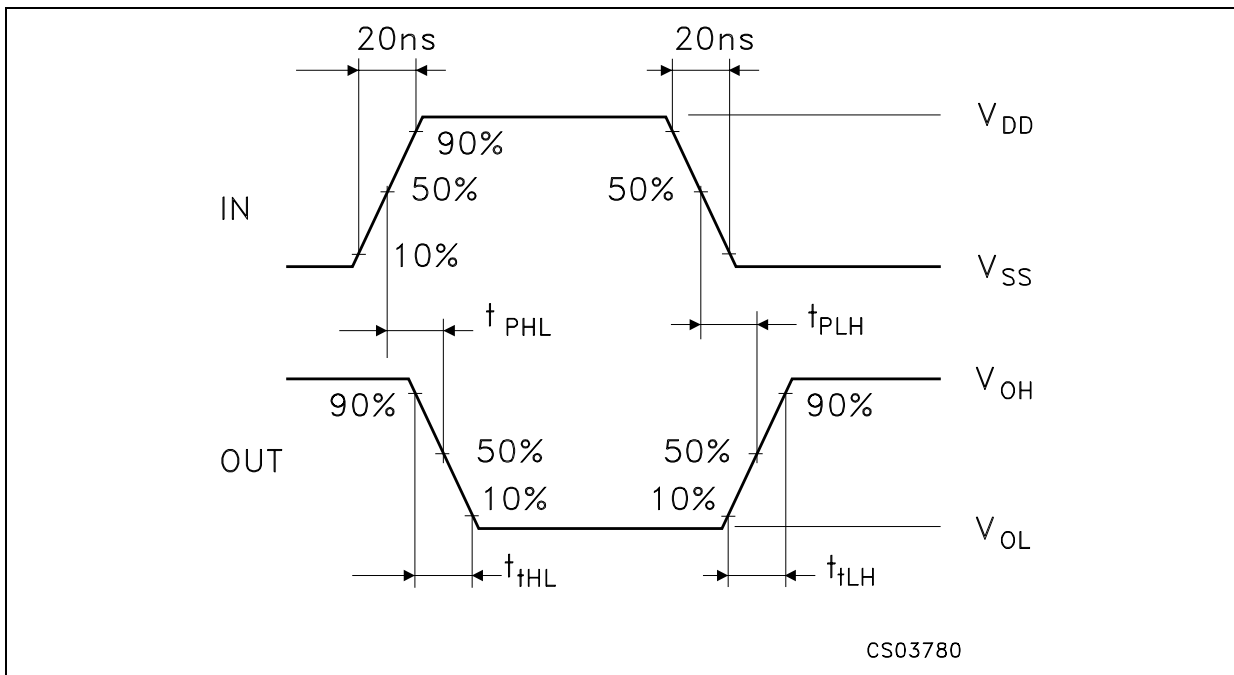 20ns 20ns
V DD
90%
50% 50%
IN
10%
V SS
t PHL t PLH
V OH
90% 90%
50% 50%
OUT
10% 10%
V OL
t tHL t tLH
CS03780